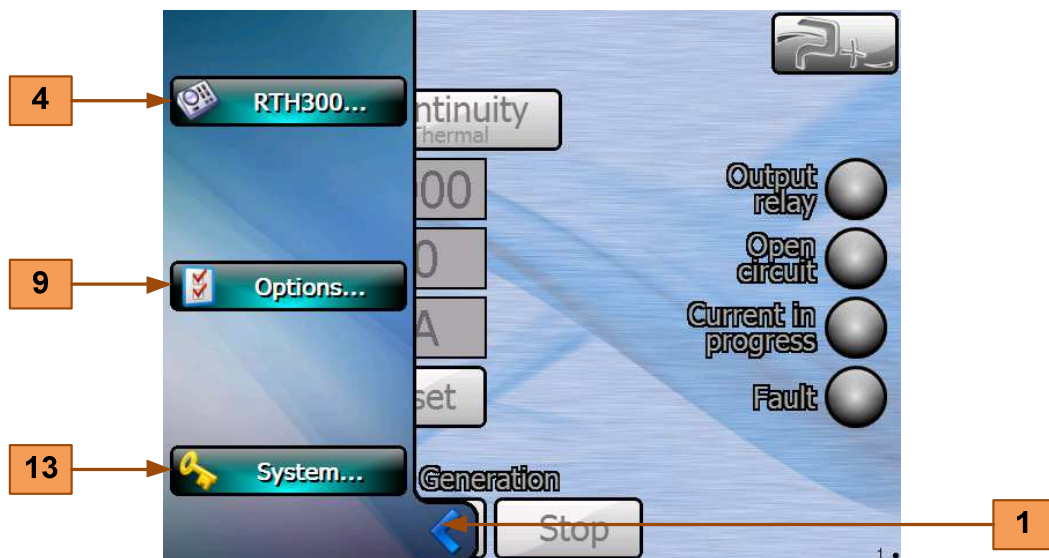 4
RTH300...
ntinuity
Thermal
00
0
A
set
Output
relay
Open
circuit
Current in
progress
Fault
9
Options...
13
System...
Generation
Stop
1
1